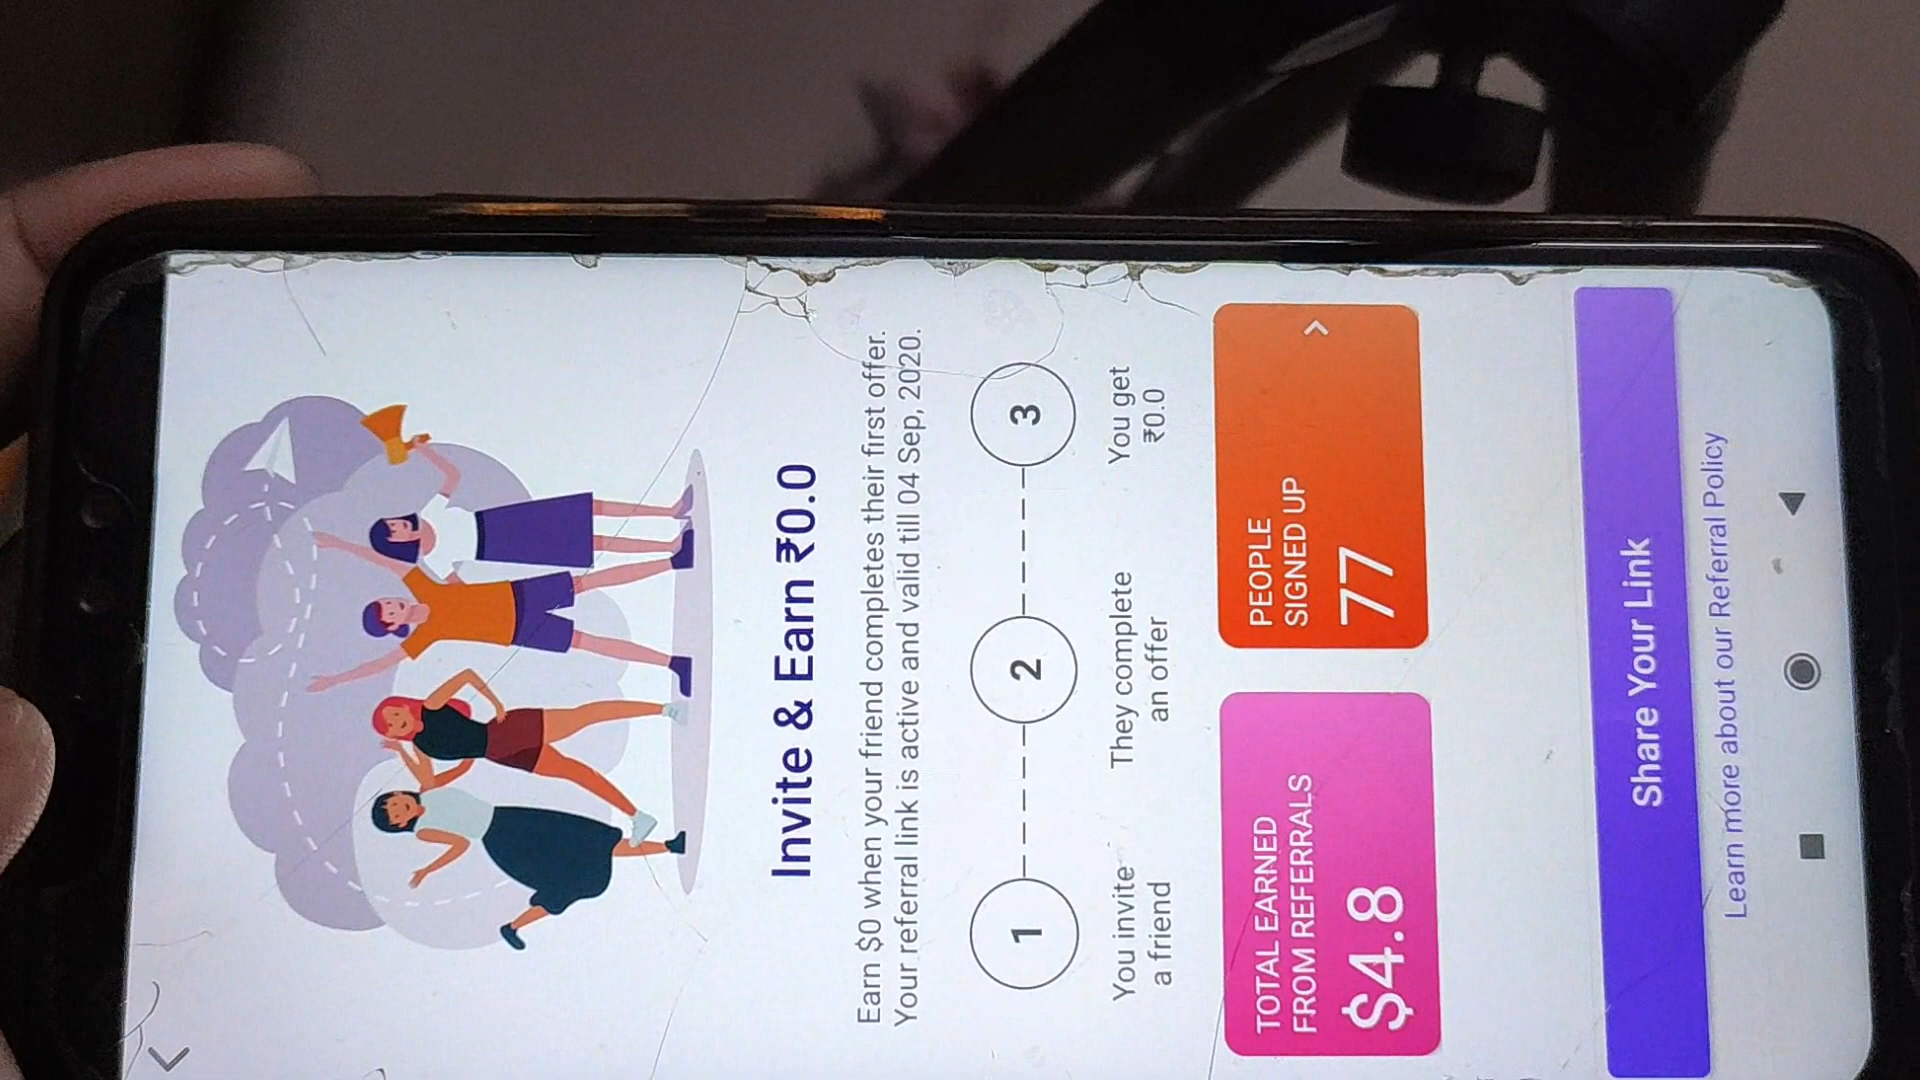 Invite & Earn ₹0.0
Earn $0 when your friend completes their first offer.
Your referral link is active and valid till 04 Sep, 2020.
1
2
3
You invite
a friend
They complete
an offer
You get
₹0.0
TOTAL EARNED
FROM REFERRALS
$4.8
PEOPLE
SIGNED UP
77
Share Your Link
Learn more about our Referral Policy